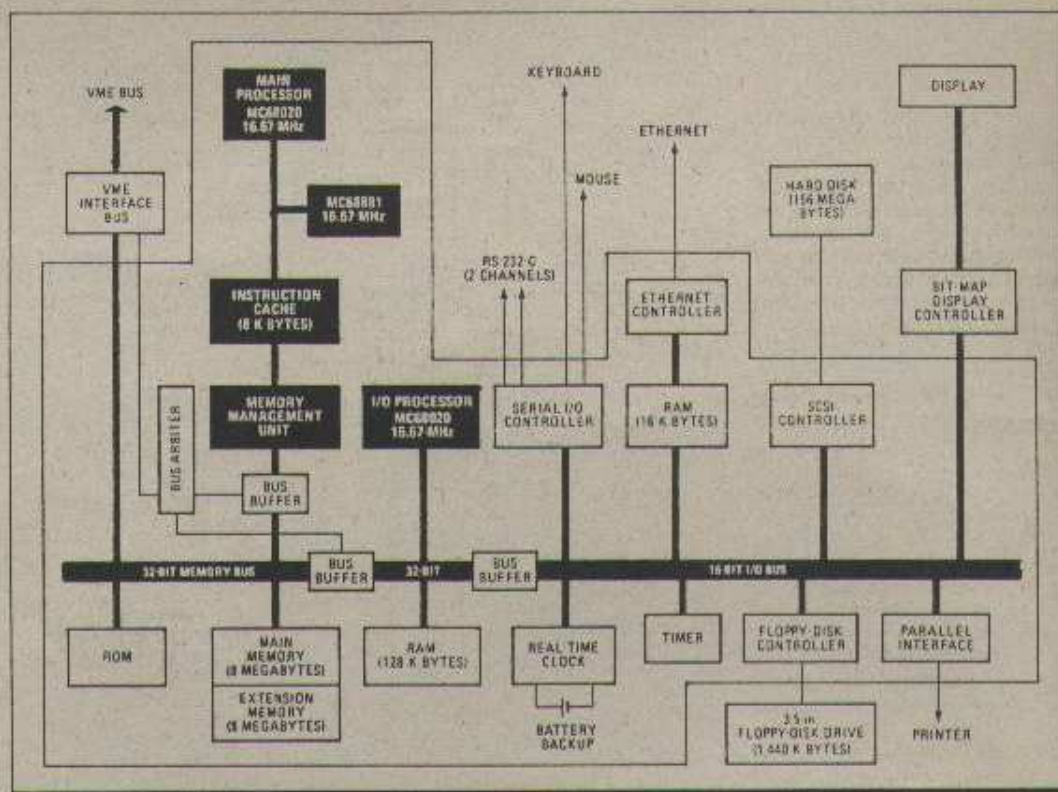 VME BUS
MAIN
PROCESSOR
MC68020
16.67 MHz
KEYBOARD
DISPLAY
ETHERNET
VME
INTERFACE
BUS
MC68881
16.67 MHz
MOUSE
HARD DISK
(156 MEGA
BYTES)
RS-232-C
(2 CHANNELS)
INSTRUCTION
CACHE
(8 K BYTES)
ETHERNET
CONTROLLER
BIT-MAP
DISPLAY
CONTROLLER
BUS ARBITER
MEMORY
MANAGEMENT
UNIT
I/O PROCESSOR
MC68020
16.67 MHz
SERIAL I/O
CONTROLLER
RAM
(16 K BYTES)
SCSI
CONTROLLER
BUS
BUFFER
32-BIT MEMORY BUS
BUS
BUFFER
32-BIT
BUS
BUFFER
16-BIT I/O BUS
ROM
MAIN
MEMORY
(8 MEGABYTES)
EXTENSION
MEMORY
(8 MEGABYTES)
RAM
(128 K BYTES)
REAL TIME
CLOCK
TIMER
FLOPPY-DISK
CONTROLLER
PARALLEL
INTERFACE
BATTERY
BACKUP
3.5 in
FLOPPY-DISK DRIVE
(1,440 K BYTES)
PRINTER